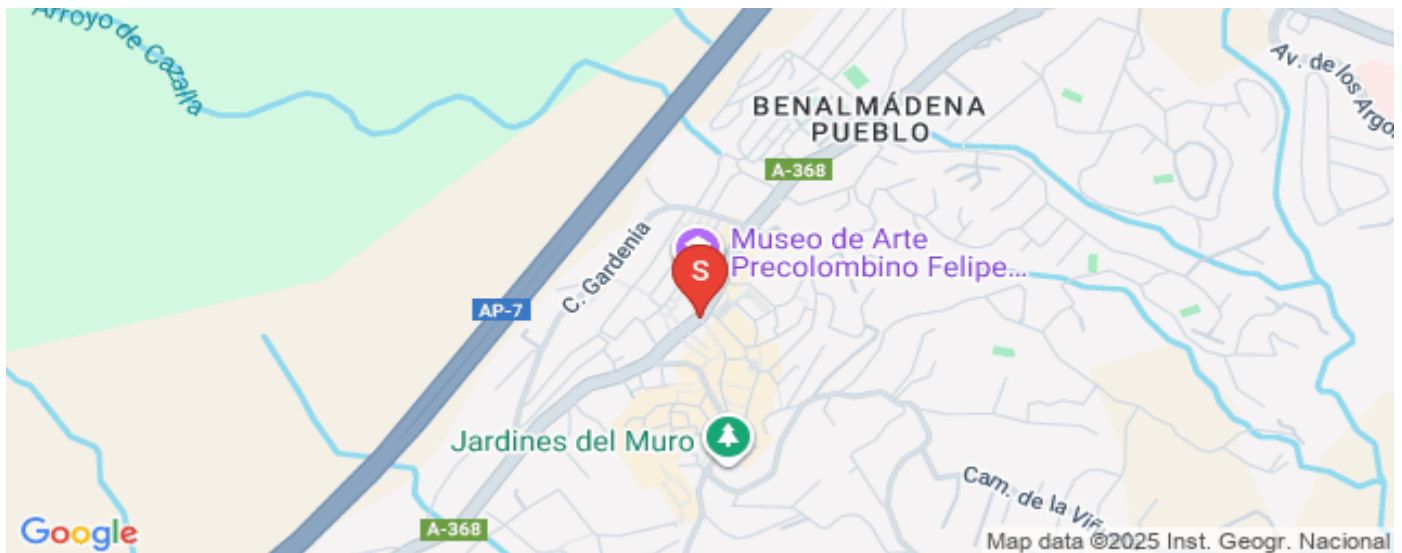 Arroyo de Cazalla
Av. de los Argo
BENALMÁDENA
PUEBLO
A-368
C. Gardenia
Museo de Arte
Precolombino Felipe...
S
AP-7
Jardines del Muro
Cam. de la Viñ
A-368
Google
Map data ©2025 Inst. Geogr. Nacional